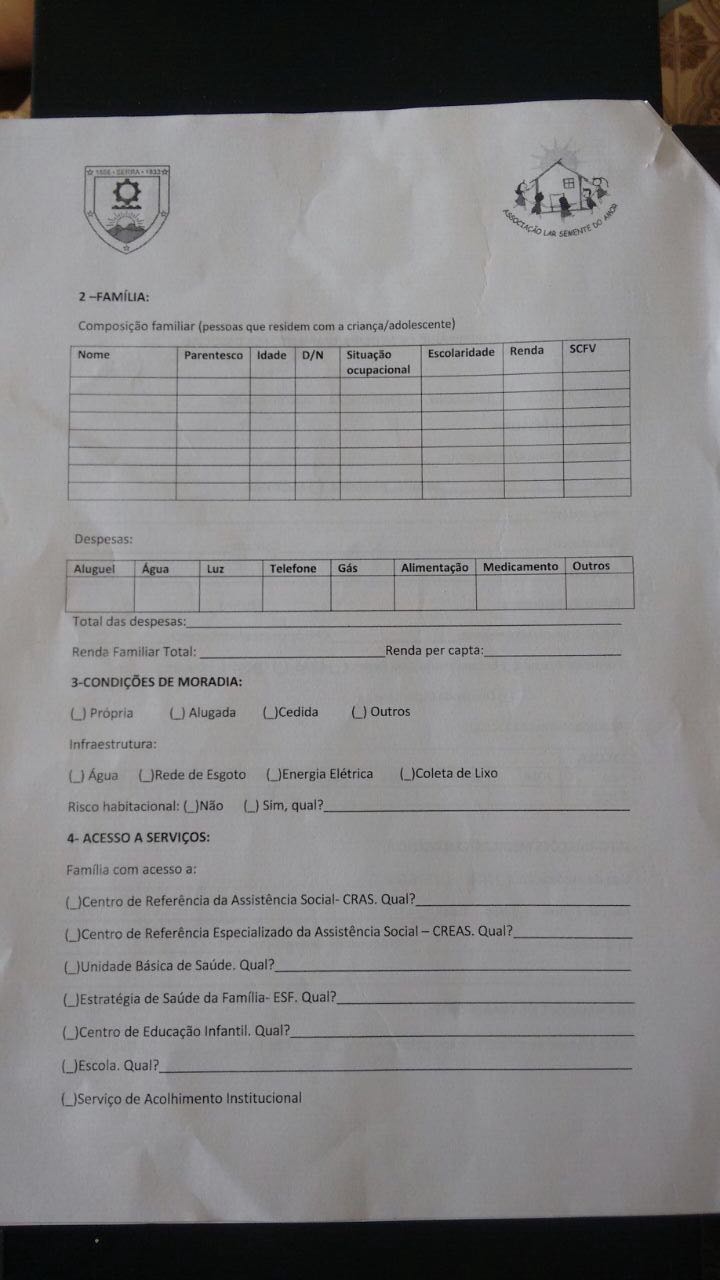 1556 - SERRA - 1833
ASSOCIAÇÃO LAR SEMENTE DO AMOR
2 –FAMÍLIA:
Composição familiar (pessoas que residem com a criança/adolescente)
Nome Parentesco Idade D/N Situação ocupacional Escolaridade Renda SCFV
Despesas:
Aluguel Água Luz Telefone Gás Alimentação Medicamento Outros
Total das despesas:
Renda Familiar Total: Renda per capta:
3-CONDIÇÕES DE MORADIA:
(_) Própria (_) Alugada (_)Cedida (_) Outros
Infraestrutura:
(_) Água (_)Rede de Esgoto (_)Energia Elétrica (_)Coleta de Lixo
Risco habitacional: (_)Não (_) Sim, qual?
4- ACESSO A SERVIÇOS:
Família com acesso a:
(_)Centro de Referência da Assistência Social- CRAS. Qual?
(_)Centro de Referência Especializado da Assistência Social – CREAS. Qual?
(_)Unidade Básica de Saúde. Qual?
(_)Estratégia de Saúde da Família- ESF. Qual?
(_)Centro de Educação Infantil. Qual?
(_)Escola. Qual?
(_)Serviço de Acolhimento Institucional